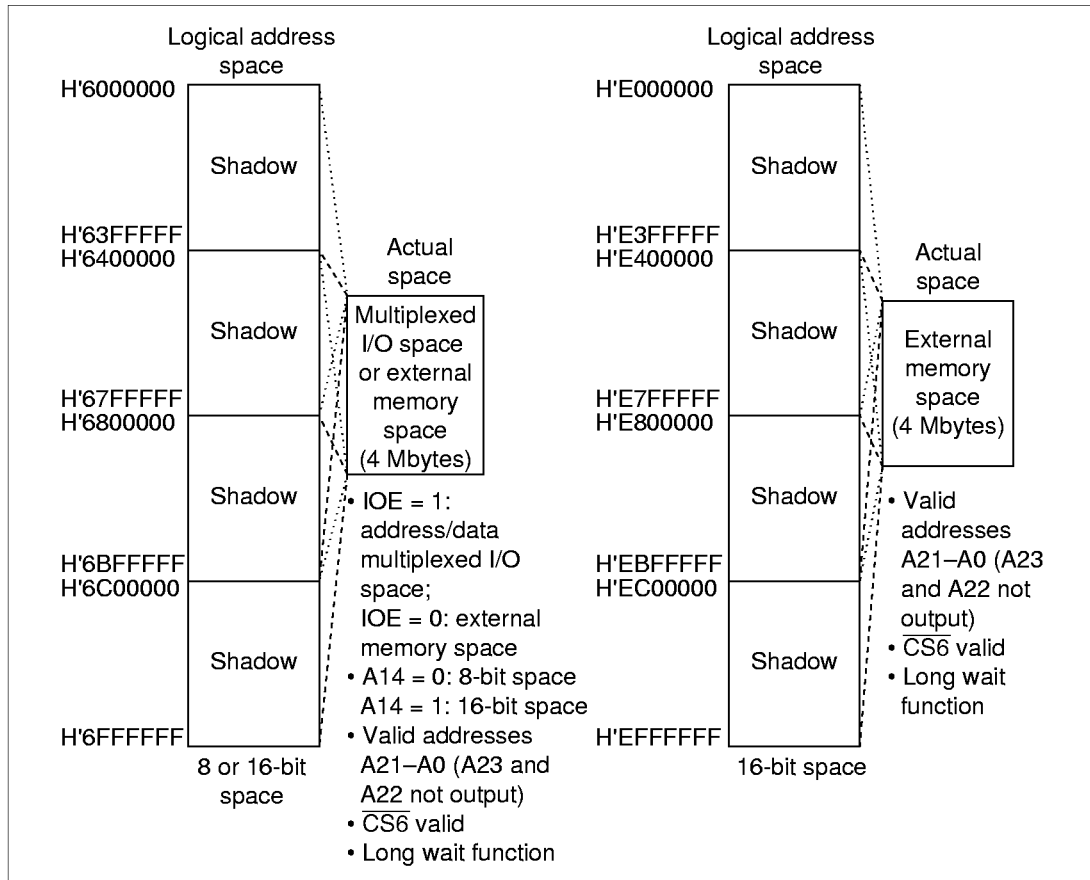 Logical address
space
H'6000000
Shadow
H'63FFFFF
H'6400000
Shadow
H'67FFFFF
H'6800000
Shadow
H'6BFFFFF
H'6C00000
Shadow
H'6FFFFFF
8 or 16-bit
space
Actual
space
Multiplexed
I/O space
or external
memory
space
(4 Mbytes)
• IOE = 1:
address/data
multiplexed I/O
space;
IOE = 0: external
memory space
• A14 = 0: 8-bit space
A14 = 1: 16-bit space
• Valid addresses
A21–A0 (A23 and
A22 not output)
• C̅S̅6̅ valid
• Long wait function
Logical address
space
H'E000000
Shadow
H'E3FFFFF
H'E400000
Shadow
H'E7FFFFF
H'E800000
Shadow
H'EBFFFFF
H'EC00000
Shadow
H'EFFFFFF
16-bit space
Actual
space
External
memory
space
(4 Mbytes)
• Valid
addresses
A21–A0 (A23
and A22 not
output)
• C̅S̅6̅ valid
• Long wait
function